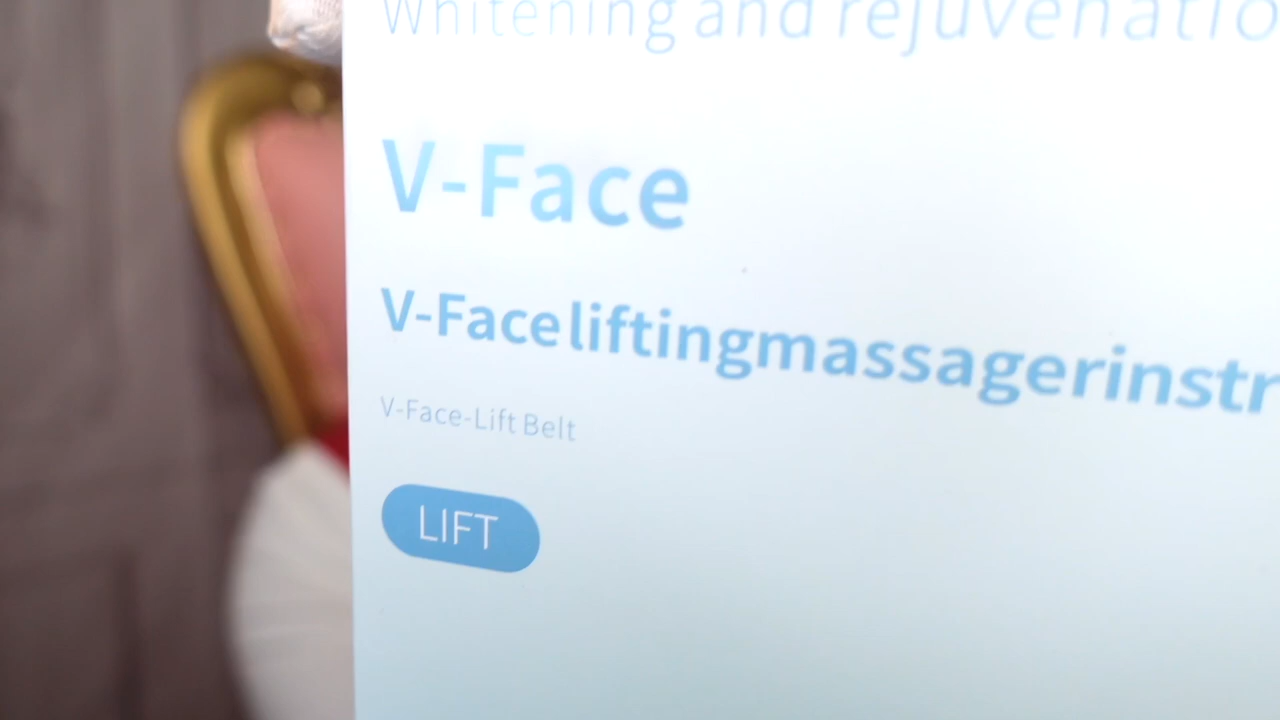 Whitening and rejuvenatio
V-Face
V-Faceliftingmassagerinstr
V-Face-Lift Belt
LIFT